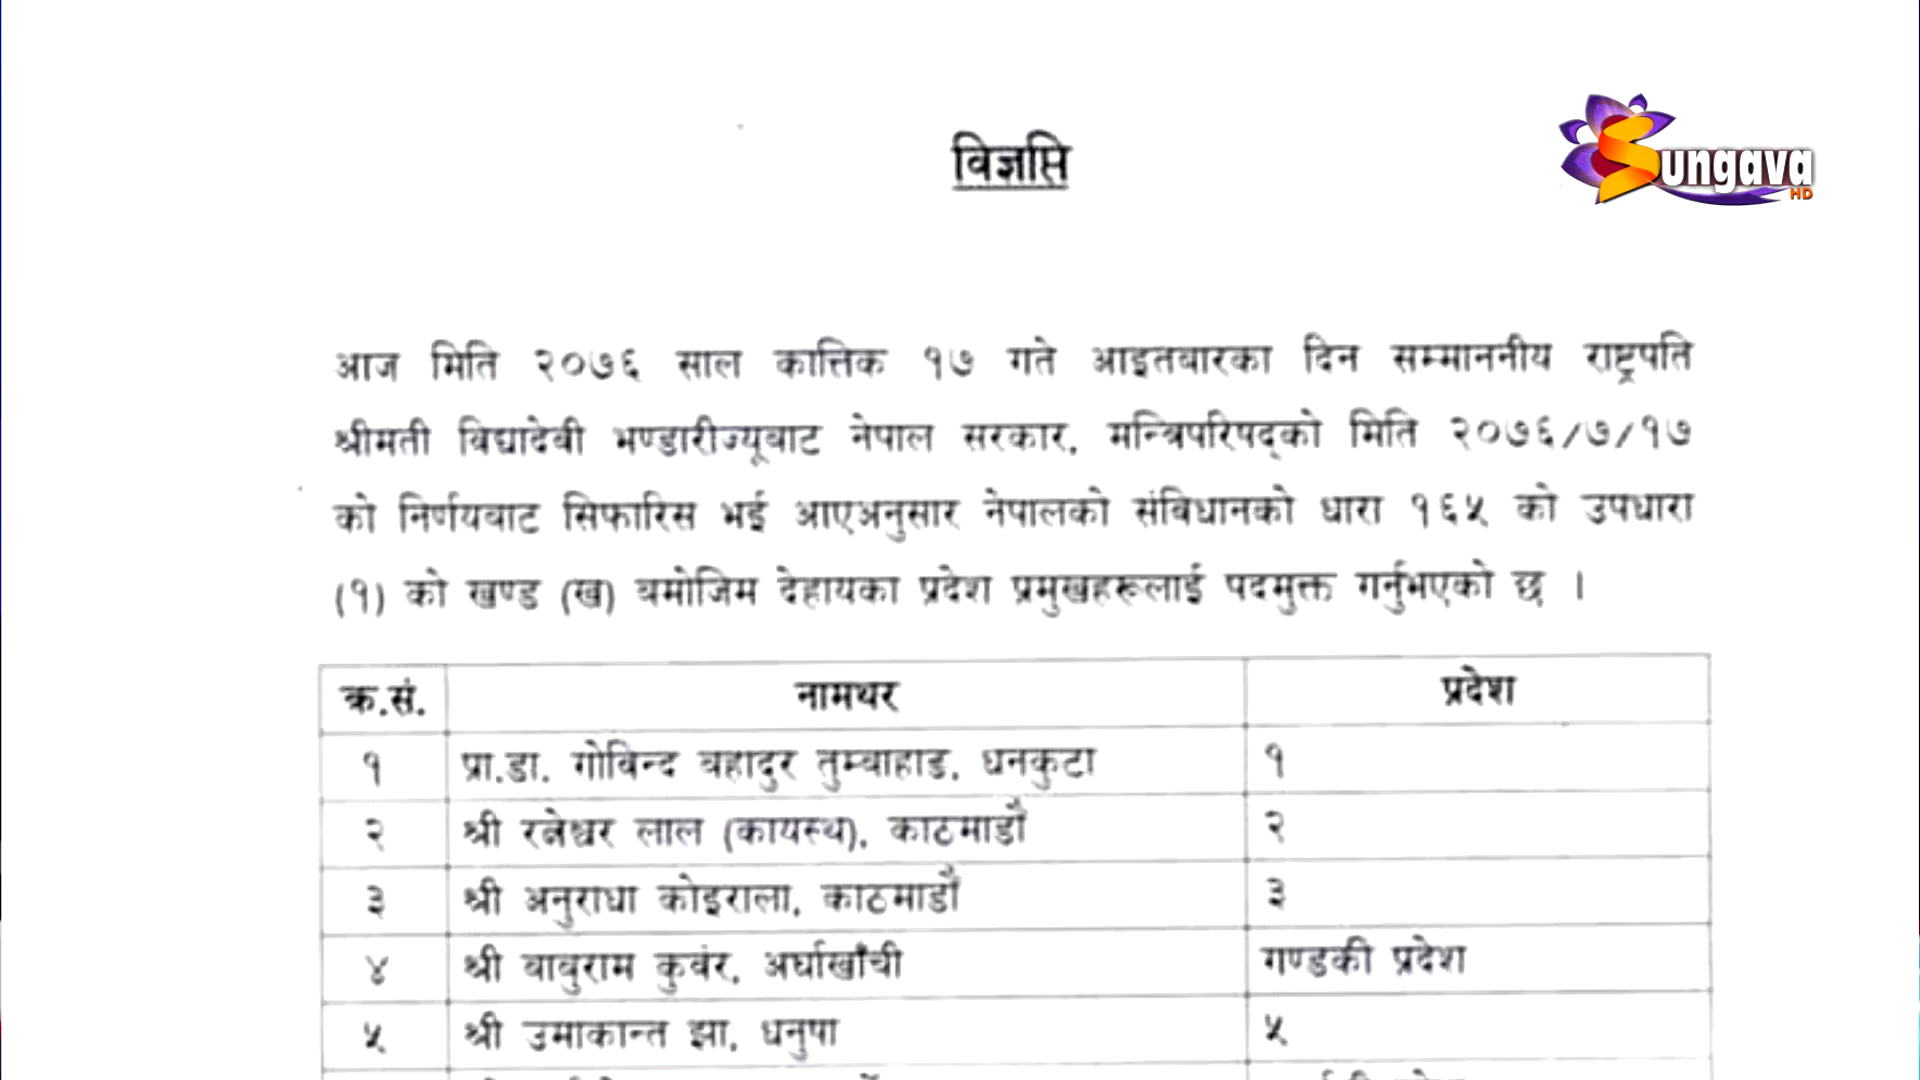 विज्ञप्ति
Sungava
HD
आज मिति २०७६ साल कात्तिक १७ गते आइतबारका दिन सम्माननीय राष्ट्रपति
श्रीमती विद्यादेवी भण्डारीज्यूबाट नेपाल सरकार, मन्त्रिपरिषद्को मिति २०७६/७/१७
को निर्णयबाट सिफारिस भई आएअनुसार नेपालको संविधानको धारा १६५ को उपधारा
(१) को खण्ड (ख) बमोजिम देहायका प्रदेश प्रमुखहरूलाई पदमुक्त गर्नुभएको छ ।
क्र.सं. नामथर प्रदेश
१ प्रा.डा. गोविन्द बहादुर तुम्बाहाङ, धनकुटा १
२ श्री रत्नेश्वर लाल (कायस्थ), काठमाडौँ २
३ श्री अनुराधा कोइराला, काठमाडौँ ३
४ श्री बाबुराम कुवंर, अर्घाखाँची गण्डकी प्रदेश
५ श्री उमाकान्त झा, धनुषा ५